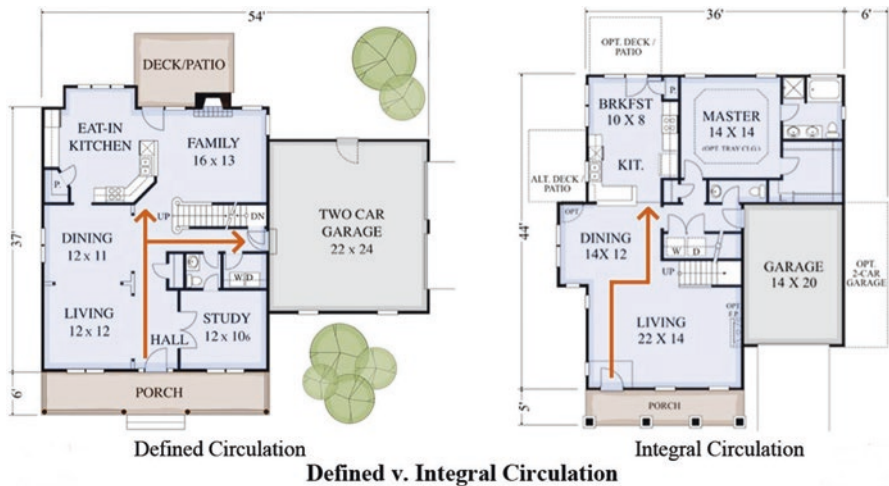 54'
DECK/PATIO
EAT-IN
KITCHEN
FAMILY
16 x 13
P.
UP
DN
37'
TWO CAR
GARAGE
22 x 24
DINING
12 x 11
W D
LIVING
12 x 12
STUDY
12 x 106
HALL
6'
PORCH
Defined Circulation
36'
6'
OPT. DECK /
PATIO
P.
BRKFST
10 X 8
MASTER
14 X 14
(OPT. TRAY CLG.)
KIT.
ALT. DECK /
PATIO
44'
OPT
DINING
14X 12
W D
UP
GARAGE
14 X 20
OPT.
2-CAR
GARAGE
LIVING
22 X 14
OPT
F.P.
5'
PORCH
Integral Circulation
Defined v. Integral Circulation